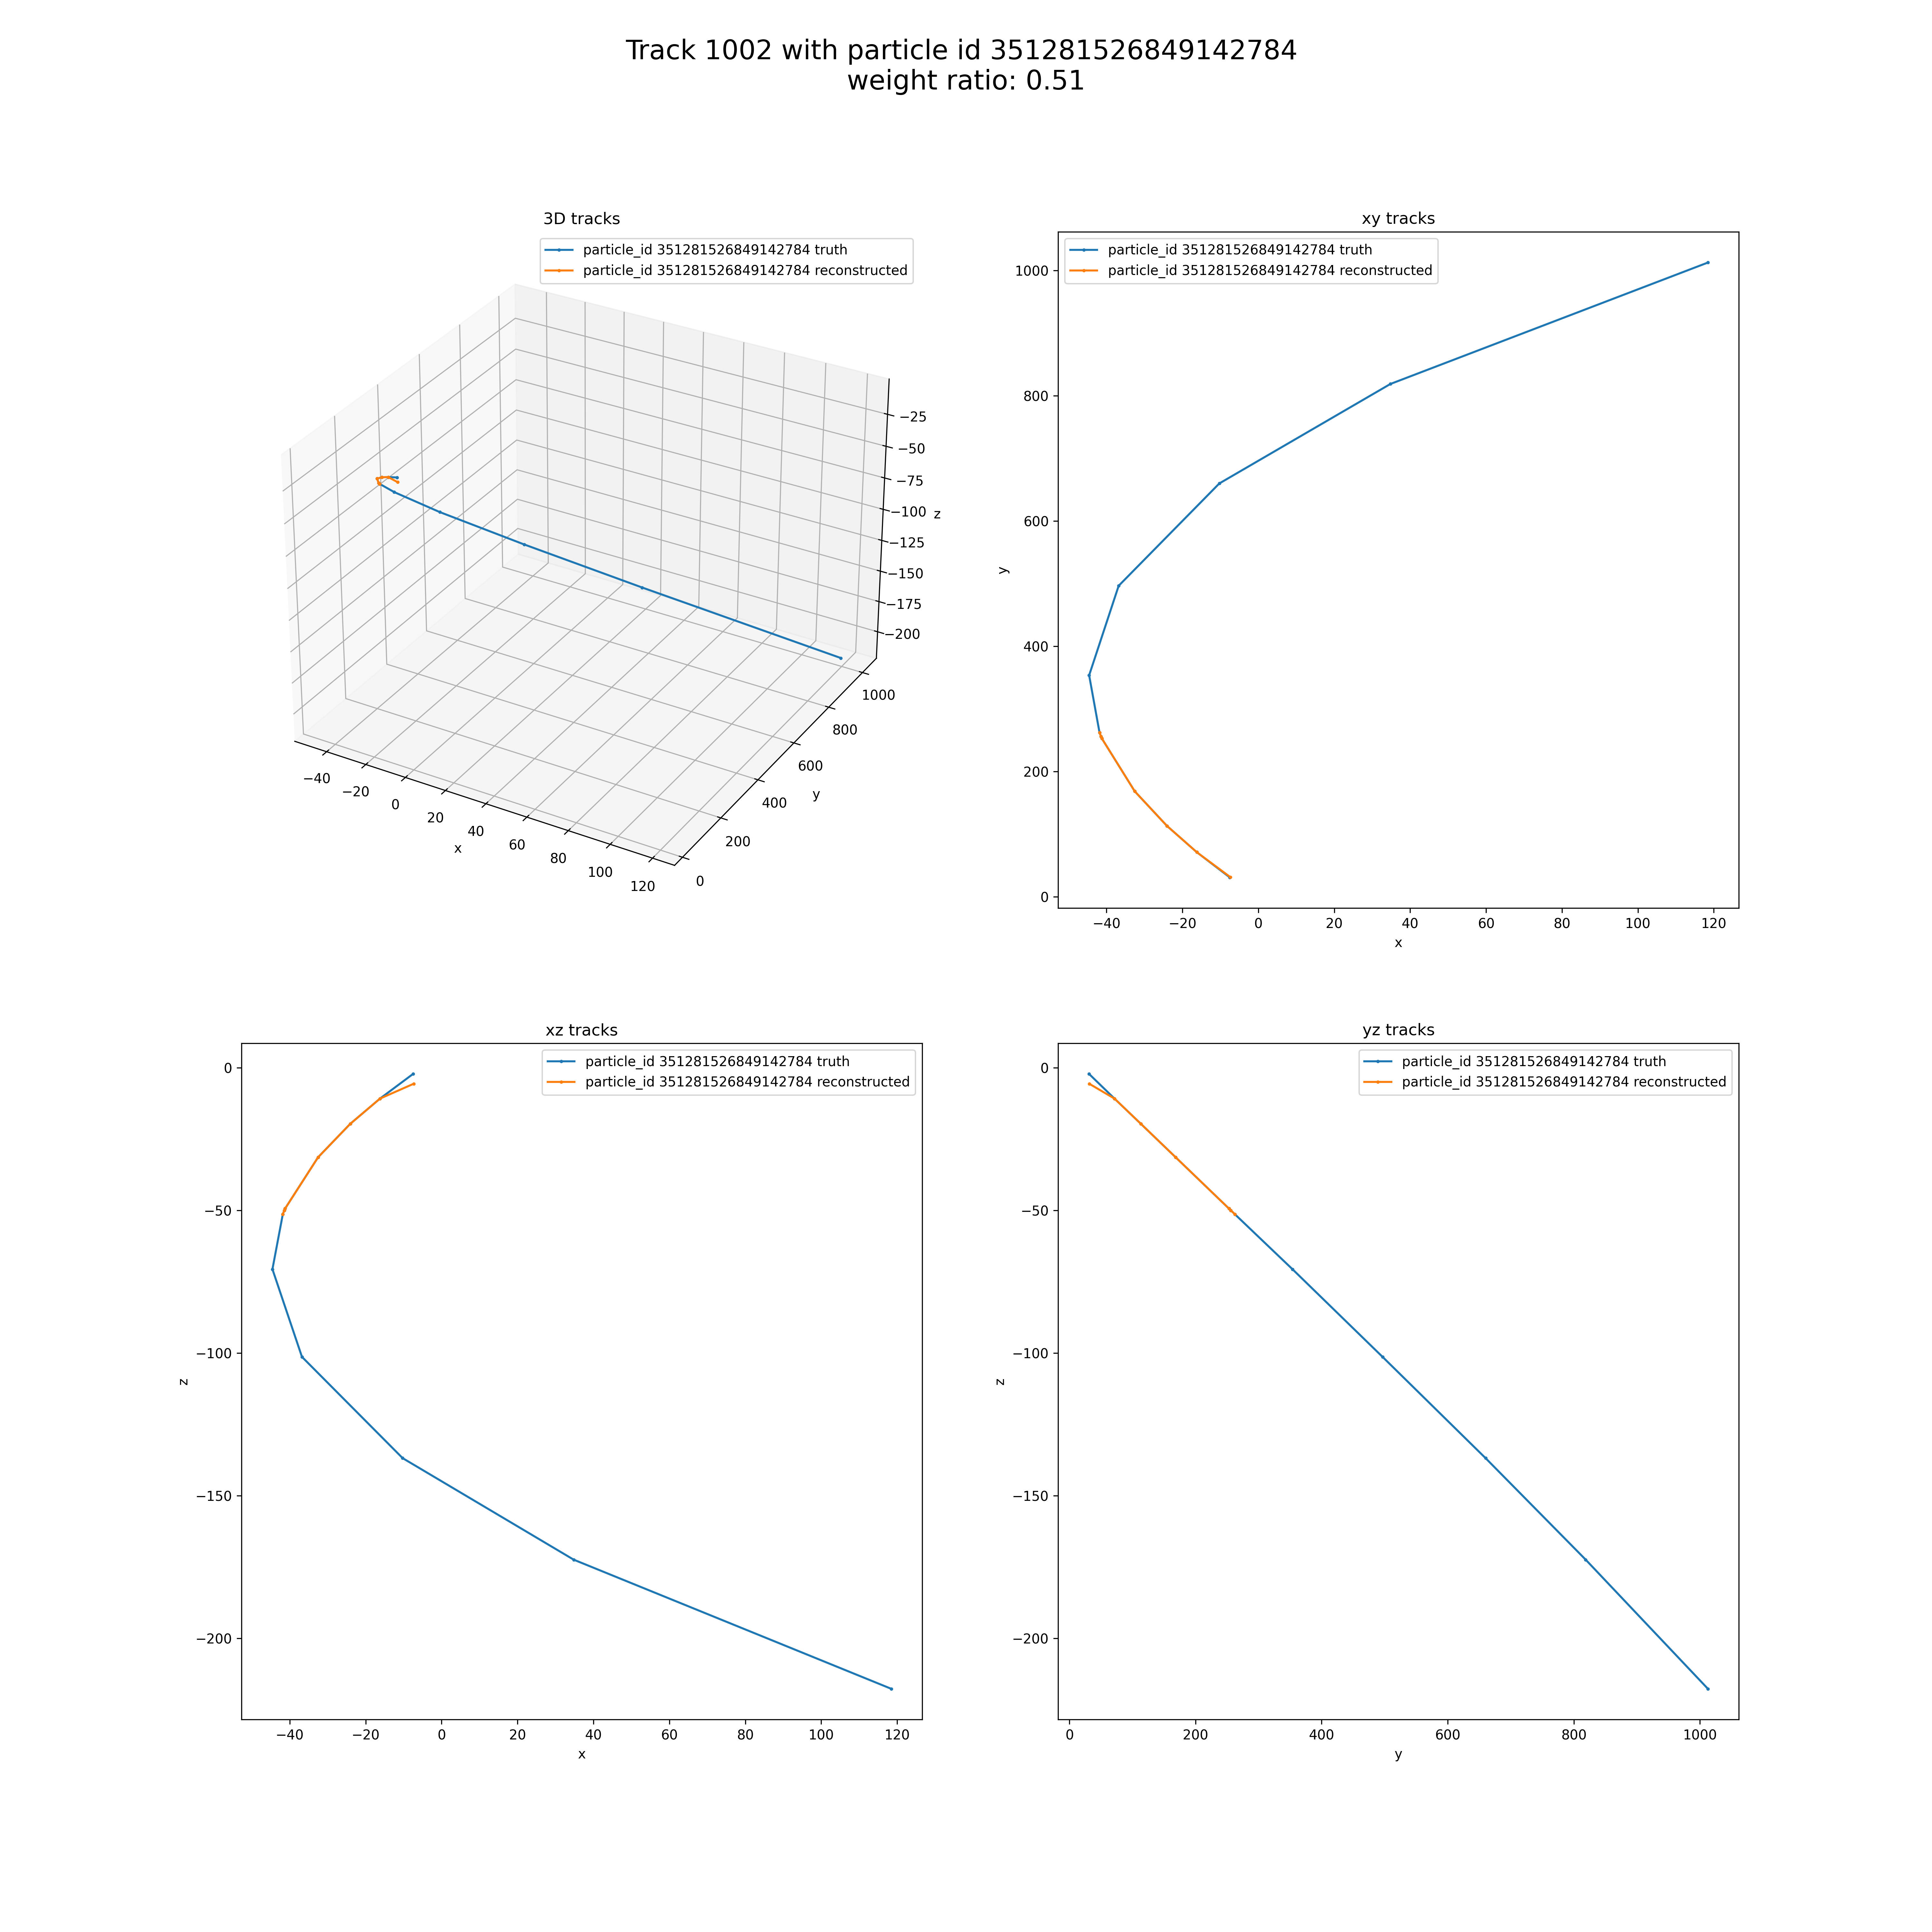 Track 1002 with particle id 351281526849142784
weight ratio: 0.51
3D tracks
particle_id 351281526849142784 truth
particle_id 351281526849142784 reconstructed
−25
−50
−75
−100
−125
−150
−175
−200
z
−40
−20
0
20
40
60
80
100
120
x
0
200
400
600
800
1000
y
xy tracks
particle_id 351281526849142784 truth
particle_id 351281526849142784 reconstructed
1000
800
600
400
200
0
y
−40 −20 0 20 40 60 80 100 120
x
xz tracks
particle_id 351281526849142784 truth
particle_id 351281526849142784 reconstructed
0
−50
−100
−150
−200
z
−40 −20 0 20 40 60 80 100 120
x
yz tracks
particle_id 351281526849142784 truth
particle_id 351281526849142784 reconstructed
0
−50
−100
−150
−200
z
0 200 400 600 800 1000
y